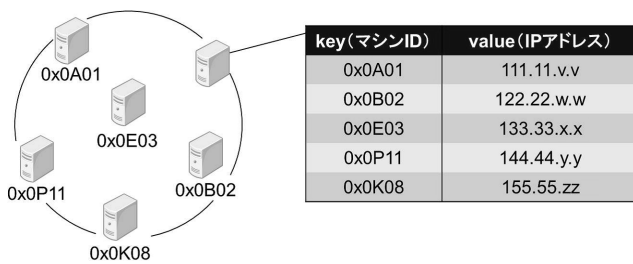 0x0A01
0x0E03
0x0P11
0x0B02
0x0K08
key(マシンID) value(IPアドレス)
0x0A01 111.11.v.v
0x0B02 122.22.w.w
0x0E03 133.33.x.x
0x0P11 144.44.y.y
0x0K08 155.55.zz